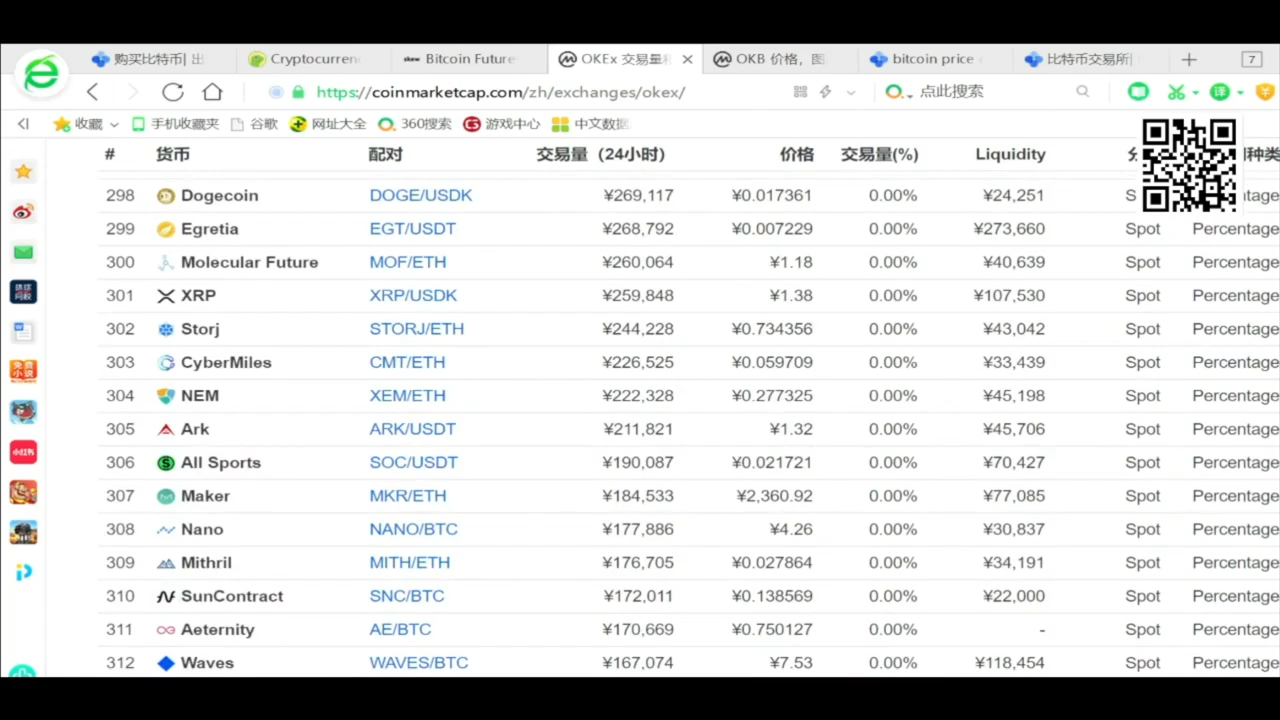 购买比特币| 出
Cryptocurren
Bitcoin Future
OKEx 交易量和
OKB 价格，图
bitcoin price
比特币交易所|
7
https://coinmarketcap.com/zh/exchanges/okex/
点此搜索
译
收藏 手机收藏夹 谷歌 网址大全 360搜索 游戏中心 中文数据
# 货币 配对 交易量 (24小时) 价格 交易量(%) Liquidity
298 Dogecoin DOGE/USDK ¥269,117 ¥0.017361 0.00% ¥24,251
299 Egretia EGT/USDT ¥268,792 ¥0.007229 0.00% ¥273,660 Spot Percentage
300 Molecular Future MOF/ETH ¥260,064 ¥1.18 0.00% ¥40,639 Spot Percentage
301 XRP XRP/USDK ¥259,848 ¥1.38 0.00% ¥107,530 Spot Percentage
302 Storj STORJ/ETH ¥244,228 ¥0.734356 0.00% ¥43,042 Spot Percentage
303 CyberMiles CMT/ETH ¥226,525 ¥0.059709 0.00% ¥33,439 Spot Percentage
304 NEM XEM/ETH ¥222,328 ¥0.277325 0.00% ¥45,198 Spot Percentage
305 Ark ARK/USDT ¥211,821 ¥1.32 0.00% ¥45,706 Spot Percentage
306 All Sports SOC/USDT ¥190,087 ¥0.021721 0.00% ¥70,427 Spot Percentage
307 Maker MKR/ETH ¥184,533 ¥2,360.92 0.00% ¥77,085 Spot Percentage
308 Nano NANO/BTC ¥177,886 ¥4.26 0.00% ¥30,837 Spot Percentage
309 Mithril MITH/ETH ¥176,705 ¥0.027864 0.00% ¥34,191 Spot Percentage
310 SunContract SNC/BTC ¥172,011 ¥0.138569 0.00% ¥22,000 Spot Percentage
311 Aeternity AE/BTC ¥170,669 ¥0.750127 0.00% - Spot Percentage
312 Waves WAVES/BTC ¥167,074 ¥7.53 0.00% ¥118,454 Spot Percentage